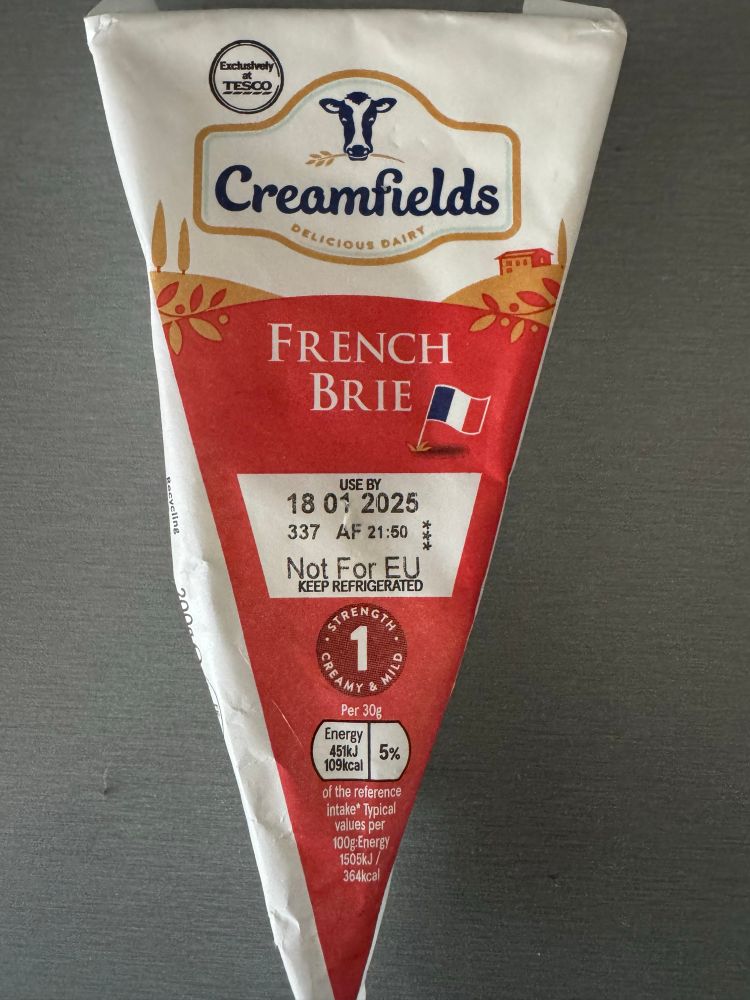 Exclusively
at
TESCO
Creamfields
DELICIOUS DAIRY
FRENCH
BRIE
USE BY
18 01 2025
337 AF 21:50 ***
Not For EU
KEEP REFRIGERATED
STRENGTH
1
CREAMY & MILD
Per 30g
Energy
451kJ
109kcal
5%
of the reference
intake* Typical
values per
100g:Energy
1505kJ /
364kcal
Recycling
200g